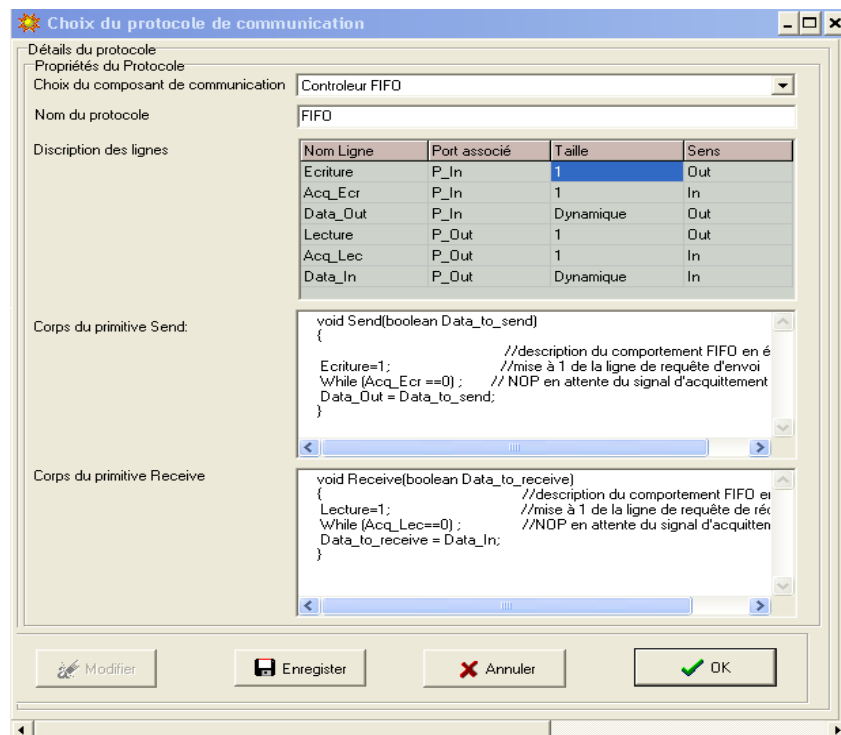 Choix du protocole de communication
Détails du protocole
Propriétés du Protocole
Choix du composant de communication Controleur FIFO
Nom du protocole FIFO
Discription des lignes
Nom Ligne Port associé Taille Sens
Ecriture P_In 1 Out
Acq_Ecr P_In 1 In
Data_Out P_In Dynamique Out
Lecture P_Out 1 Out
Acq_Lec P_Out 1 In
Data_In P_Out Dynamique In
Corps du primitive Send:
void Send(boolean Data_to_send)
{
//description du comportement FIFO en é
Ecriture=1; //mise à 1 de la ligne de requête d'envoi
While (Acq_Ecr ==0) ; // NOP en attente du signal d'acquittement
Data_Out = Data_to_send;
}
Corps du primitive Receive
void Receive(boolean Data_to_receive)
{ //description du comportement FIFO
Lecture=1; //mise à 1 de la ligne de requête de
While (Acq_Lec==0) ; //NOP en attente du signal
Data_to_receive = Data_In;
}
Modifier Enregister Annuler OK